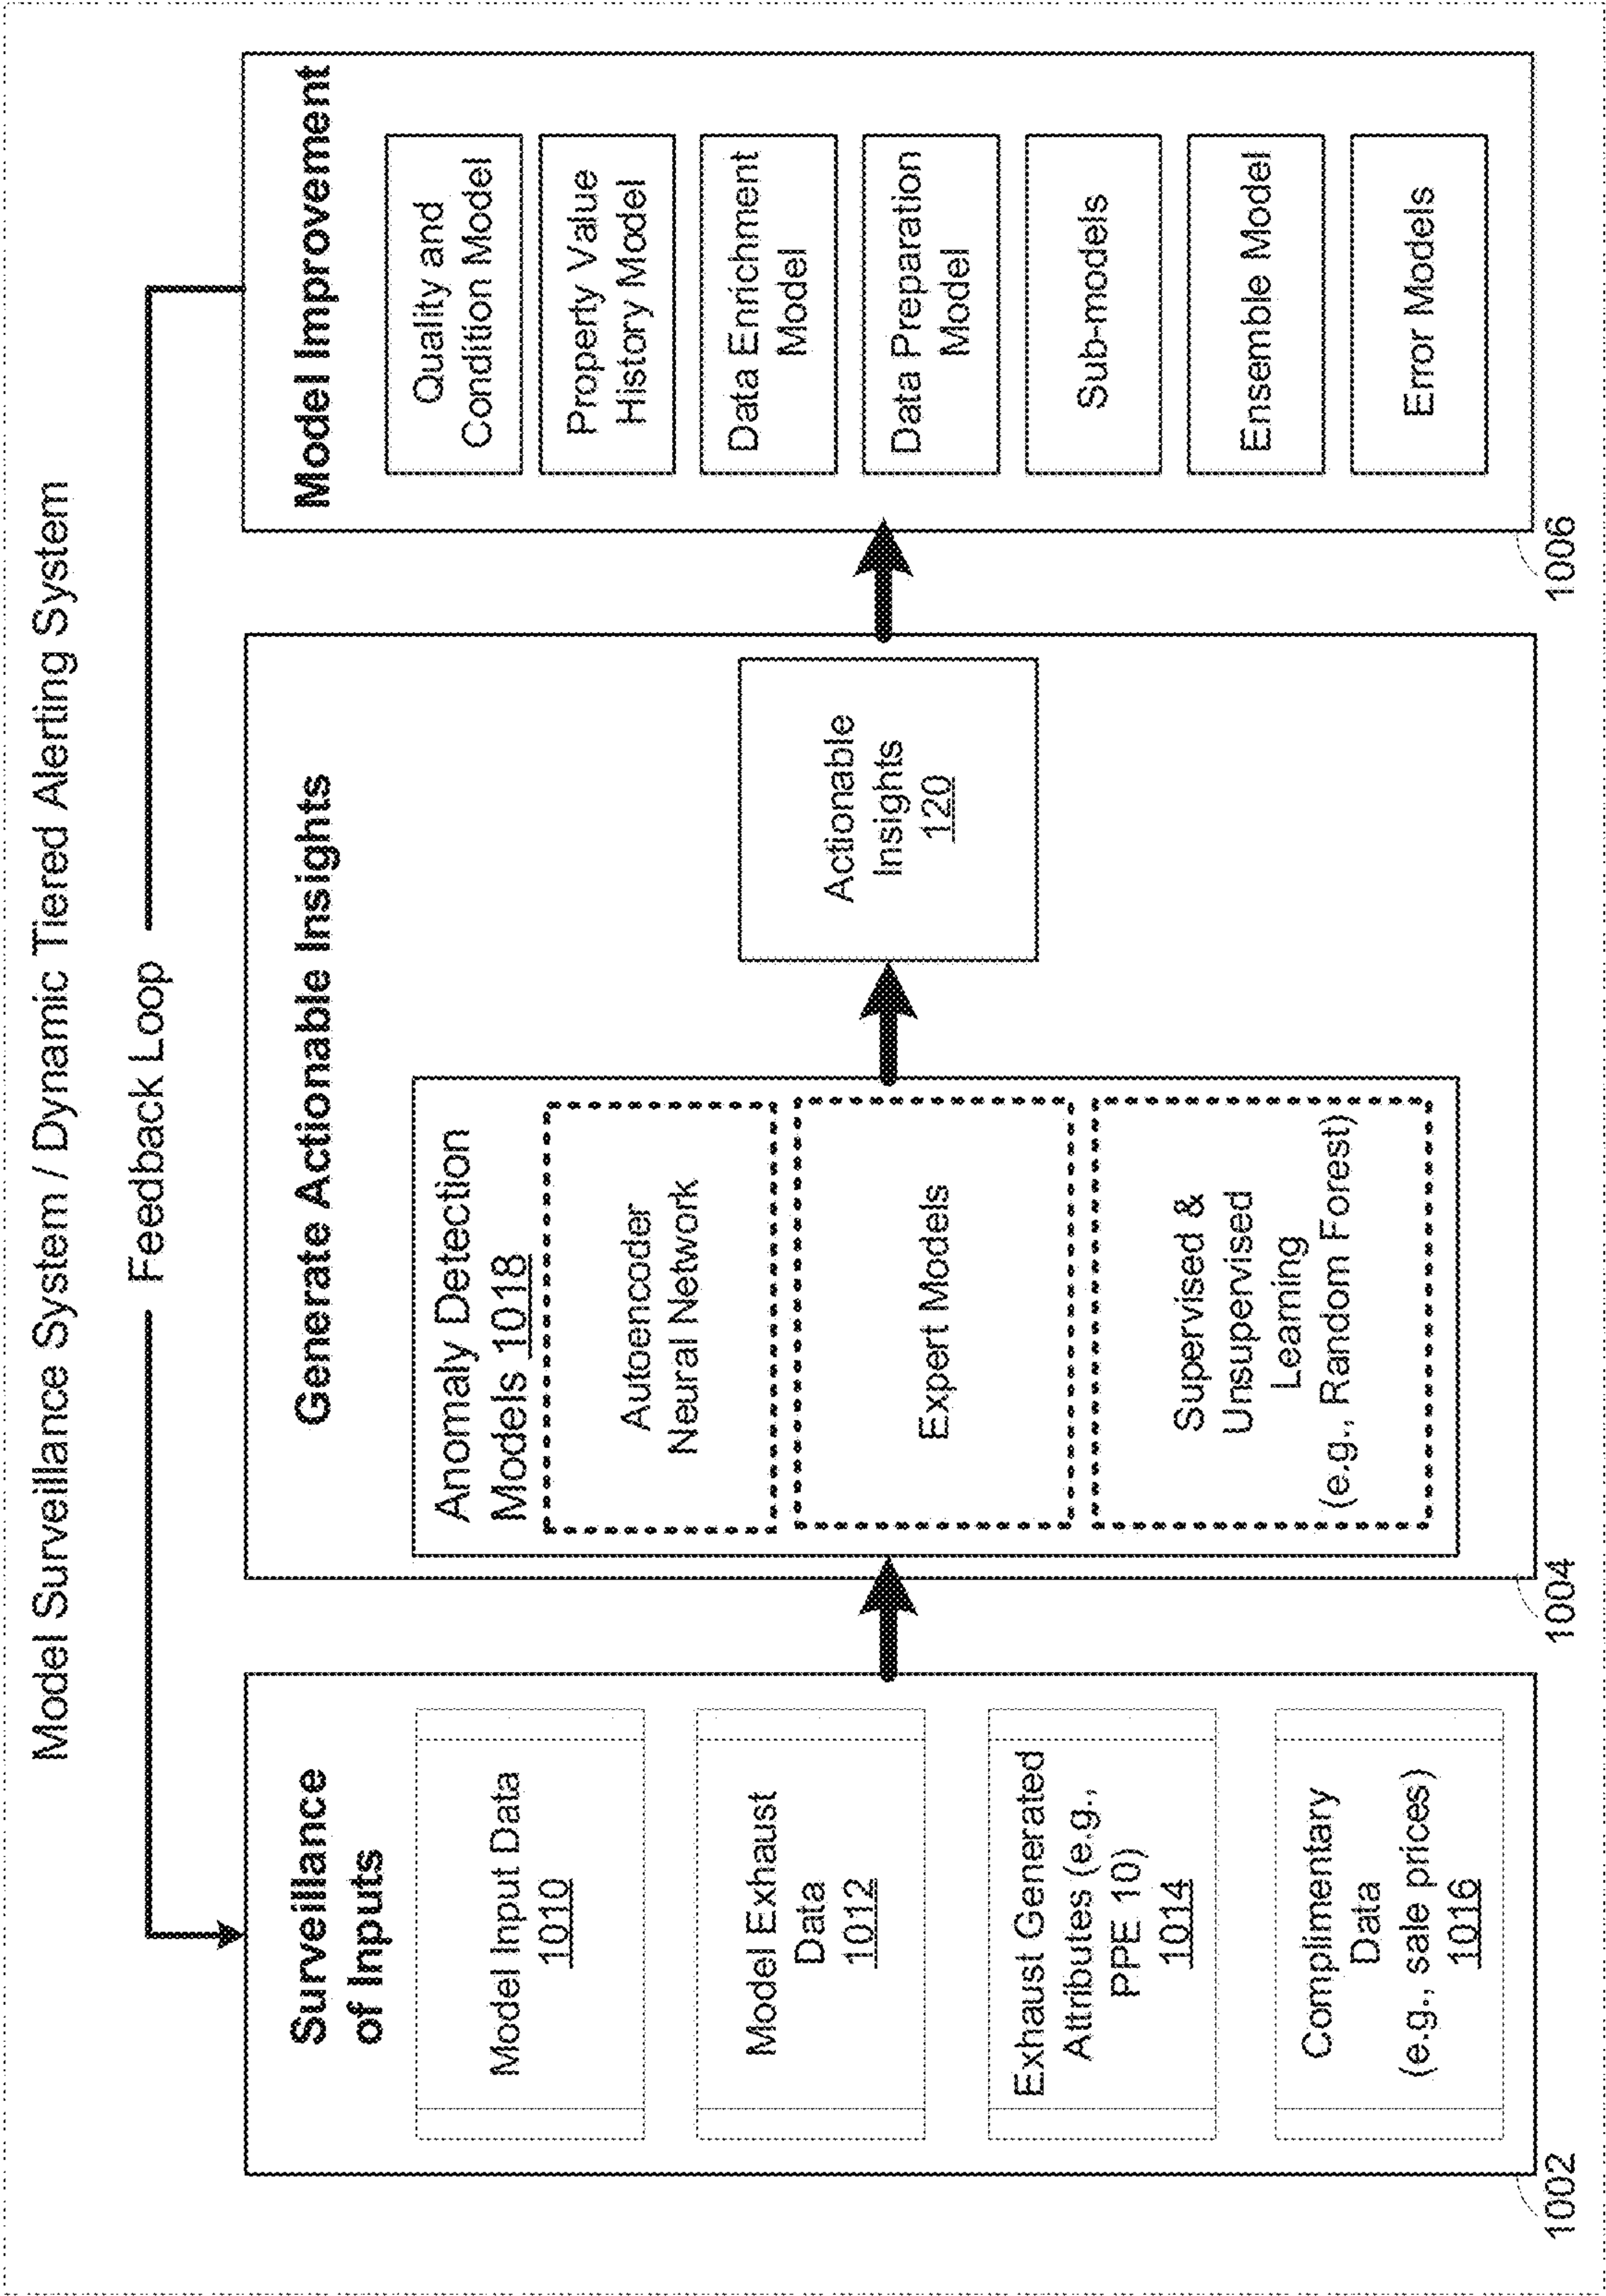 Model Surveillance System / Dynamic Tiered Alerting System
Feedback Loop
Surveillance
of Inputs
Model Input Data
1010
Model Exhaust
Data
1012
Exhaust Generated
Attributes (e.g.,
PPE 10)
1014
Complimentary
Data
(e.g., sale prices)
1016
1002
Generate Actionable Insights
Anomaly Detection
Models 1018
Autoencoder
Neural Network
Expert Models
Supervised &
Unsupervised
Learning
(e.g., Random Forest)
Actionable
Insights
120
1004
Model Improvement
Quality and
Condition Model
Property Value
History Model
Data Enrichment
Model
Data Preparation
Model
Sub-models
Ensemble Model
Error Models
1006